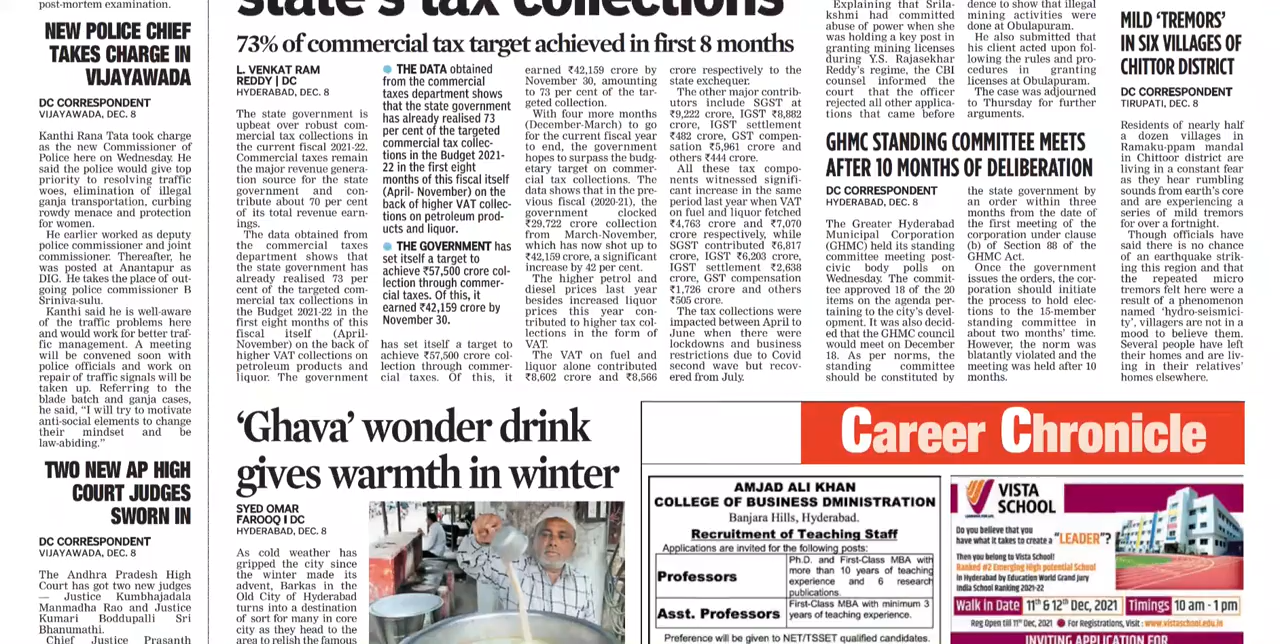 post-mortem examination.
NEW POLICE CHIEF
TAKES CHARGE IN
VIJAYAWADA
DC CORRESPONDENT
VIJAYAWADA, DEC. 8
Kanthi Rana Tata took charge
as the new Commissioner of
Police here on Wednesday. He
said the police would give top
priority to resolving traffic
woes, elimination of illegal
ganja transportation, curbing
rowdy menace and protection
for women.
He earlier worked as deputy
police commissioner and joint
commissioner. Thereafter, he
was posted at Anantapur as
DIG. He takes the place of out-
going police commissioner B
Sriniva-sulu.
Kanthi said he is well-aware
of the traffic problems here
and would work for better traf-
fic management. A meeting
will be convened soon with
police officials and work on
repair of traffic signals will be
taken up. Referring to the
blade batch and ganja cases,
he said, “I will try to motivate
anti-social elements to change
their mindset and be
law-abiding.”
TWO NEW AP HIGH
COURT JUDGES
SWORN IN
DC CORRESPONDENT
VIJAYAWADA, DEC. 8
The Andhra Pradesh High
Court has got two new judges
— Justice Kumbhajadala
Manmadha Rao and Justice
Kumari Boddupalli Sri
Bhanumathi.
Chief Justice Prasanth
state's tax collections
73% of commercial tax target achieved in first 8 months
L. VENKAT RAM
REDDY | DC
HYDERABAD, DEC. 8
The state government is
upbeat over robust com-
mercial tax collections in
the current fiscal 2021-22.
Commercial taxes remain
the major revenue genera-
tion source for the state
government and con-
tribute about 70 per cent
of its total revenue earn-
ings.
The data obtained from
the commercial taxes
department shows that
the state government has
already realised 73 per
cent of the targeted com-
mercial tax collections in
the Budget 2021-22 in the
first eight months of this
fiscal itself (April-
November) on the back of
higher VAT collections on
petroleum products and
liquor. The government
● THE DATA obtained
from the commercial
taxes department shows
that the state government
has already realised 73
per cent of the targeted
commercial tax collec-
tions in the Budget 2021-
22 in the first eight
months of this fiscal itself
(April- November) on the
back of higher VAT collec-
tions on petroleum prod-
ucts and liquor.
● THE GOVERNMENT has
set itself a target to
achieve ₹57,500 crore col-
lection through commer-
cial taxes. Of this, it
earned ₹42,159 crore by
November 30.
has set itself a target to
achieve ₹57,500 crore col-
lection through commer-
cial taxes. Of this, it
earned ₹42,159 crore by
November 30, amounting
to 73 per cent of the tar-
geted collection.
With four more months
(December-March) to go
for the current fiscal year
to end, the government
hopes to surpass the budg-
etary target on commer-
cial tax collections. The
data shows that in the pre-
vious fiscal (2020-21), the
government clocked
₹29,722 crore collection
from March-November,
which has now shot up to
₹42,159 crore, a significant
increase by 42 per cent.
The higher petrol and
diesel prices last year
besides increased liquor
prices this year con-
tributed to higher tax col-
lections in the form of
VAT.
The VAT on fuel and
liquor alone contributed
₹8,602 crore and ₹8,566
crore respectively to the
state exchequer.
The other major contrib-
utors include SGST at
₹9,222 crore, IGST ₹8,882
crore, IGST settlement
₹482 crore, GST compen-
sation ₹5,961 crore and
others ₹444 crore.
All these tax compo-
nents witnessed signifi-
cant increase in the same
period last year when VAT
on fuel and liquor fetched
₹4,763 crore and ₹7,070
crore respectively, while
SGST contributed ₹6,817
crore, IGST ₹6,203 crore,
IGST settlement ₹2,638
crore, GST compensation
₹1,726 crore and others
₹505 crore.
The tax collections were
impacted between April to
June when there were
lockdowns and business
restrictions due to Covid
second wave but recov-
ered from July.
Explaining that Srila-
kshmi had committed
abuse of power when she
was holding a key post in
granting mining licenses
during Y.S. Rajasekhar
Reddy's regime, the CBI
counsel informed the
court that the officer
rejected all other applica-
tions that came before
dence to show that illegal
mining activities were
done at Obulapuram.
He also submitted that
his client acted upon fol-
lowing the rules and pro-
cedures in granting
licenses at Obulapuram.
The case was adjourned
to Thursday for further
arguments.
GHMC STANDING COMMITTEE MEETS
AFTER 10 MONTHS OF DELIBERATION
DC CORRESPONDENT
HYDERABAD, DEC. 8
The Greater Hyderabad
Municipal Corporation
(GHMC) held its standing
committee meeting post-
civic body polls on
Wednesday. The commit-
tee approved 18 of the 20
items on the agenda per-
taining to the city's devel-
opment. It was also decid-
ed that the GHMC council
would meet on December
18. As per norms, the
standing committee
should be constituted by
the state government by
an order within three
months from the date of
the first meeting of the
corporation under clause
(b) of Section 88 of the
GHMC Act.
Once the government
issues the orders, the cor-
poration should initiate
the process to hold elec-
tions to the 15-member
standing committee in
about two months' time.
However, the norm was
blatantly violated and the
meeting was held after 10
months.
MILD ‘TREMORS’
IN SIX VILLAGES OF
CHITTOR DISTRICT
DC CORRESPONDENT
TIRUPATI, DEC. 8
Residents of nearly half
a dozen villages in
Ramaku-ppam mandal
in Chittoor district are
living in a constant fear
as they hear rumbling
sounds from earth's core
and are experiencing a
series of mild tremors
for over a fortnight.
Though officials have
said there is no chance
of an earthquake strik-
ing this region and that
the repeated micro
tremors felt here were a
result of a phenomenon
named ‘hydro-seismici-
ty’, villagers are not in a
mood to believe them.
Several people have left
their homes and are liv-
ing in their relatives'
homes elsewhere.
‘Ghava’ wonder drink
gives warmth in winter
SYED OMAR
FAROOQ I DC
HYDERABAD, DEC. 8
As cold weather has
gripped the city since
the winter made its
advent, Barkas in the
Old City of Hyderabad
turns into a destination
of sort for many in core
city as they head to the
area to relish the famous
Career Chronicle
AMJAD ALI KHAN
COLLEGE OF BUSINESS DMINISTRATION
Banjara Hills, Hyderabad.
Recruitment of Teaching Staff
Applications are invited for the following posts:
Professors
Ph.D. and First-Class MBA with
more than 10 years of teaching
experience and 6 research
publications.
Asst. Professors
First-Class MBA with minimum 3
years of teaching experience.
Preference will be given to NET/TSSET qualified candidates.
VISTA
SCHOOL
Do you believe that you
have what it takes to create a "LEADER"?
Then you belong to Vista School!
Ranked #2 Emerging High potential School
in Hyderabad by Education World Grand jury
India School Ranking 2021-22
Walk in Date 11th & 12th Dec, 2021 Timings 10 am - 1 pm
Reg Open till 11th Dec, 2021 ● For Registrations, Visit : www.vistaschool.edu.in
INVITING APPLICATION FOR